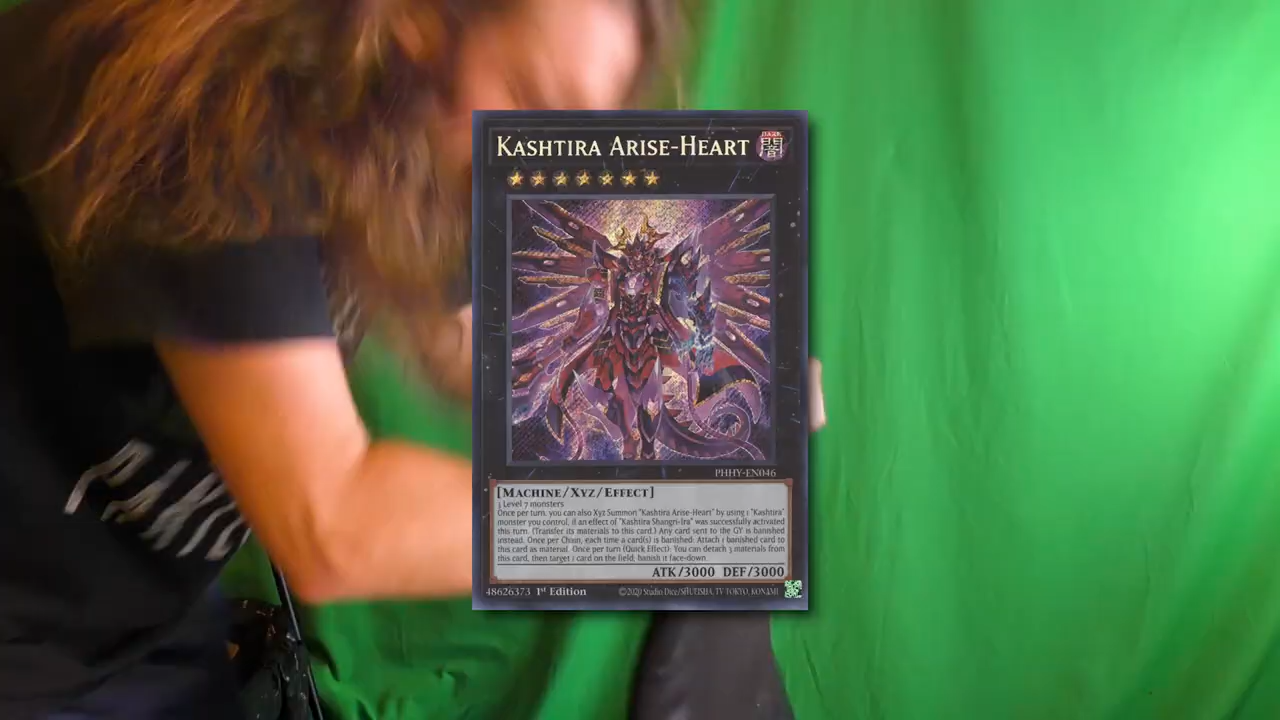 KASHTIRA ARISE-HEART
闇
PHHY-EN046
[MACHINE/XYZ/EFFECT]
3 Level 7 monsters
Once per turn, you can also Xyz Summon "Kashtira Arise-Heart" by using 1 "Kashtira"
monster you control, if an effect of "Kashtira Shangri-Ira" was successfully activated
this turn. (Transfer its materials to this card.) Any card sent to the GY is banished
instead. Once per Chain, each time a card(s) is banished: Attach 1 banished card to
this card as material. Once per turn (Quick Effect): You can detach 3 materials from
this card, then target 1 card on the field; banish it face-down.
ATK/3000 DEF/3000
48626373 1st Edition ©2020 Studio Dice/SHUEISHA, TV TOKYO, KONAMI